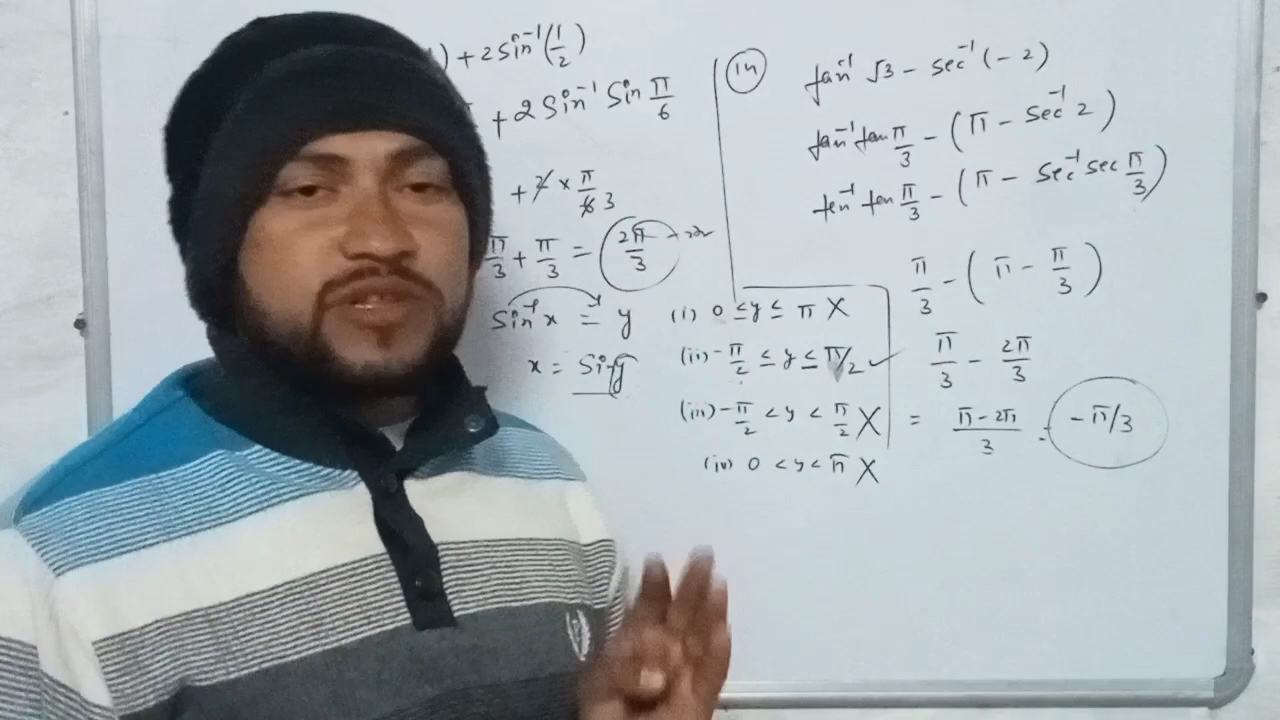 ) + 2 Sin⁻¹(1/2)
+ 2 Sin⁻¹ Sin π/6
+ 2 × π/6 3
π/3 + π/3 = 2π/3
Sin⁻¹x = y
x = Sin y
(i) 0 ≤ y ≤ π X
(ii) -π/2 ≤ y ≤ π/2 ✓
(iii) -π/2 < y < π/2 X
(iv) 0 < y < π X
tan⁻¹ √3 - sec⁻¹(-2)
tan⁻¹ tan π/3 - (π - sec⁻¹ 2)
tan⁻¹ tan π/3 - (π - sec⁻¹ sec π/3)
π/3 - (π - π/3)
π/3 - 2π/3
= π-2π/3 = -π/3